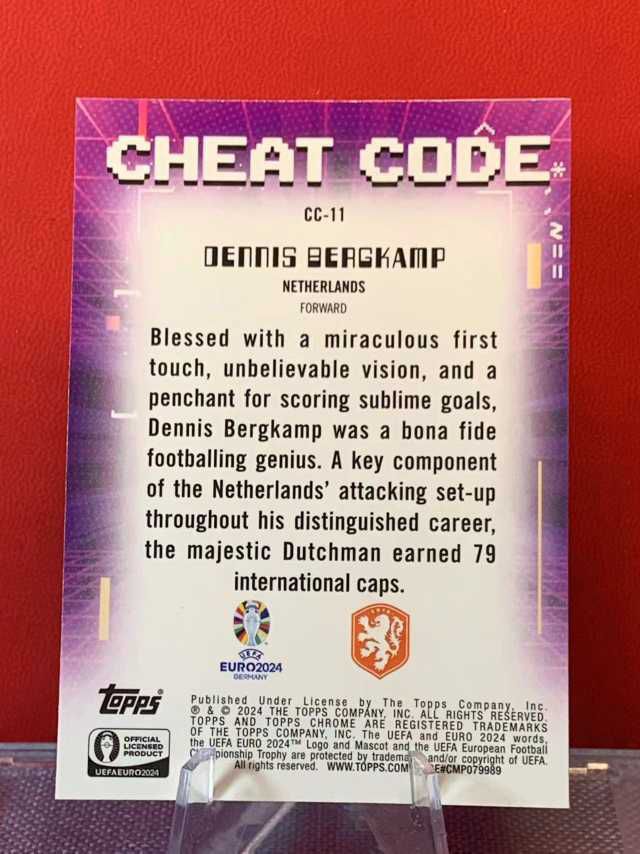 CHEAT CODE
CC-11
DENNIS BERGKAMP
NETHERLANDS
FORWARD
Blessed with a miraculous first
touch, unbelievable vision, and a
penchant for scoring sublime goals,
Dennis Bergkamp was a bona fide
footballing genius. A key component
of the Netherlands' attacking set-up
throughout his distinguished career,
the majestic Dutchman earned 79
international caps.
UEFA
EURO2024
GERMANY
KNVB
Topps
OFFICIAL
LICENSED
PRODUCT
UEFAEURO2024
Published Under License by The Topps Company, Inc.
® & © 2024 THE TOPPS COMPANY, INC. ALL RIGHTS RESERVED.
TOPPS AND TOPPS CHROME ARE REGISTERED TRADEMARKS
OF THE TOPPS COMPANY, INC. The UEFA and EURO 2024 words,
the UEFA EURO 2024™ Logo and Mascot and the UEFA European Football
Trophy are protected by and/or copyright of UEFA.
All rights reserved. WWW.TOPPS.COM E#CMP079989